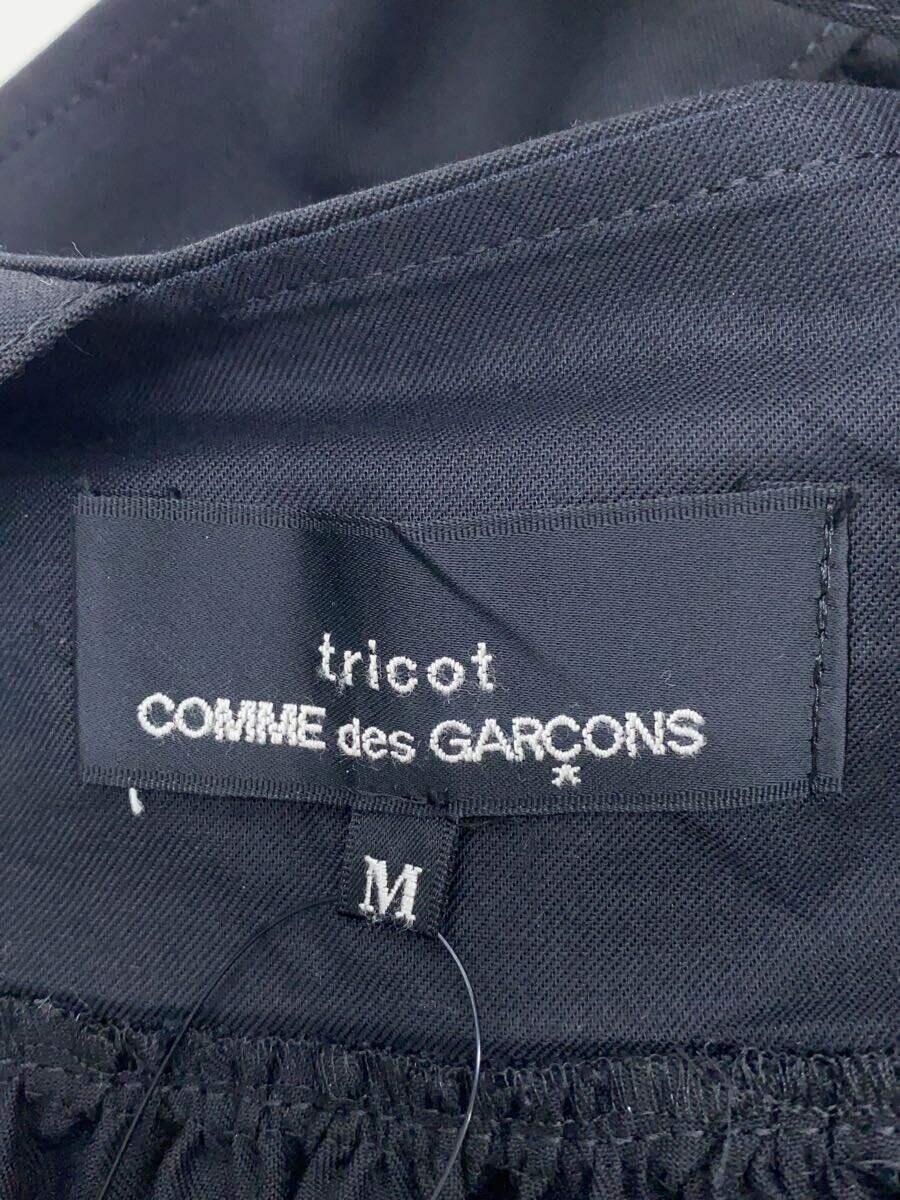 tricot
COMME des GARÇONS
*
M